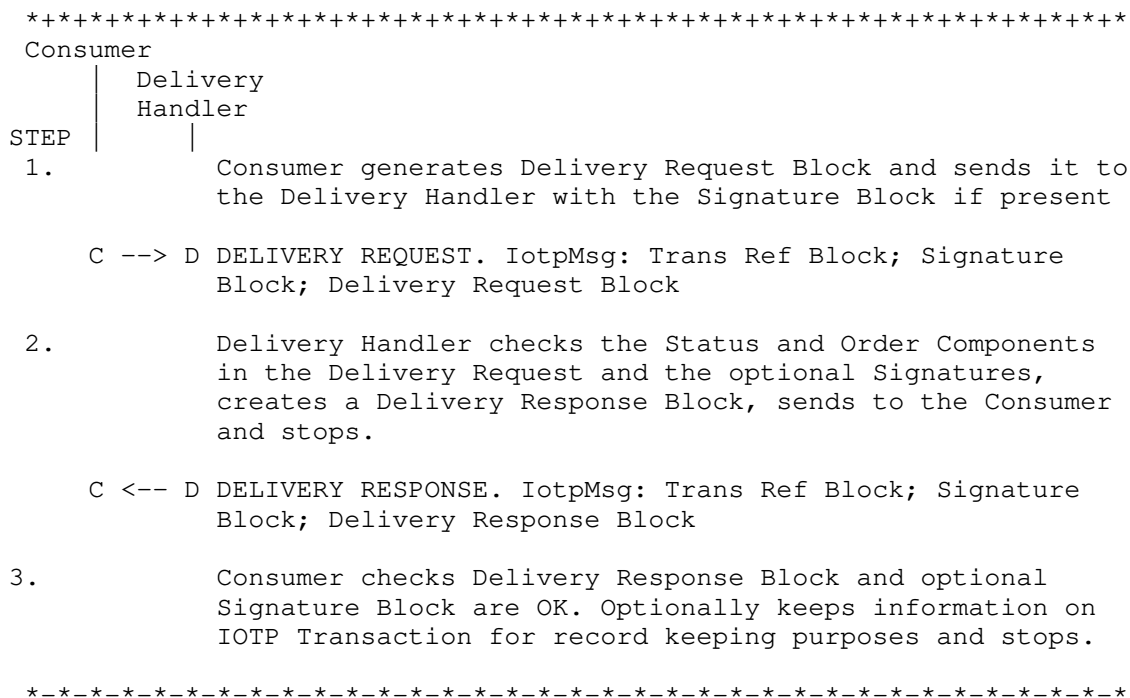 *+*+*+*+*+*+*+*+*+*+*+*+*+*+*+*+*+*+*+*+*+*+*+*+*+*+*+*+*+*+*+*+*+*+*
Consumer
| Delivery
| Handler
STEP | |
1. Consumer generates Delivery Request Block and sends it to
the Delivery Handler with the Signature Block if present
C --> D DELIVERY REQUEST. IotpMsg: Trans Ref Block; Signature
Block; Delivery Request Block
2. Delivery Handler checks the Status and Order Components
in the Delivery Request and the optional Signatures,
creates a Delivery Response Block, sends to the Consumer
and stops.
C <-- D DELIVERY RESPONSE. IotpMsg: Trans Ref Block; Signature
Block; Delivery Response Block
3. Consumer checks Delivery Response Block and optional
Signature Block are OK. Optionally keeps information on
IOTP Transaction for record keeping purposes and stops.
*-*-*-*-*-*-*-*-*-*-*-*-*-*-*-*-*-*-*-*-*-*-*-*-*-*-*-*-*-*-*-*-*-*-*